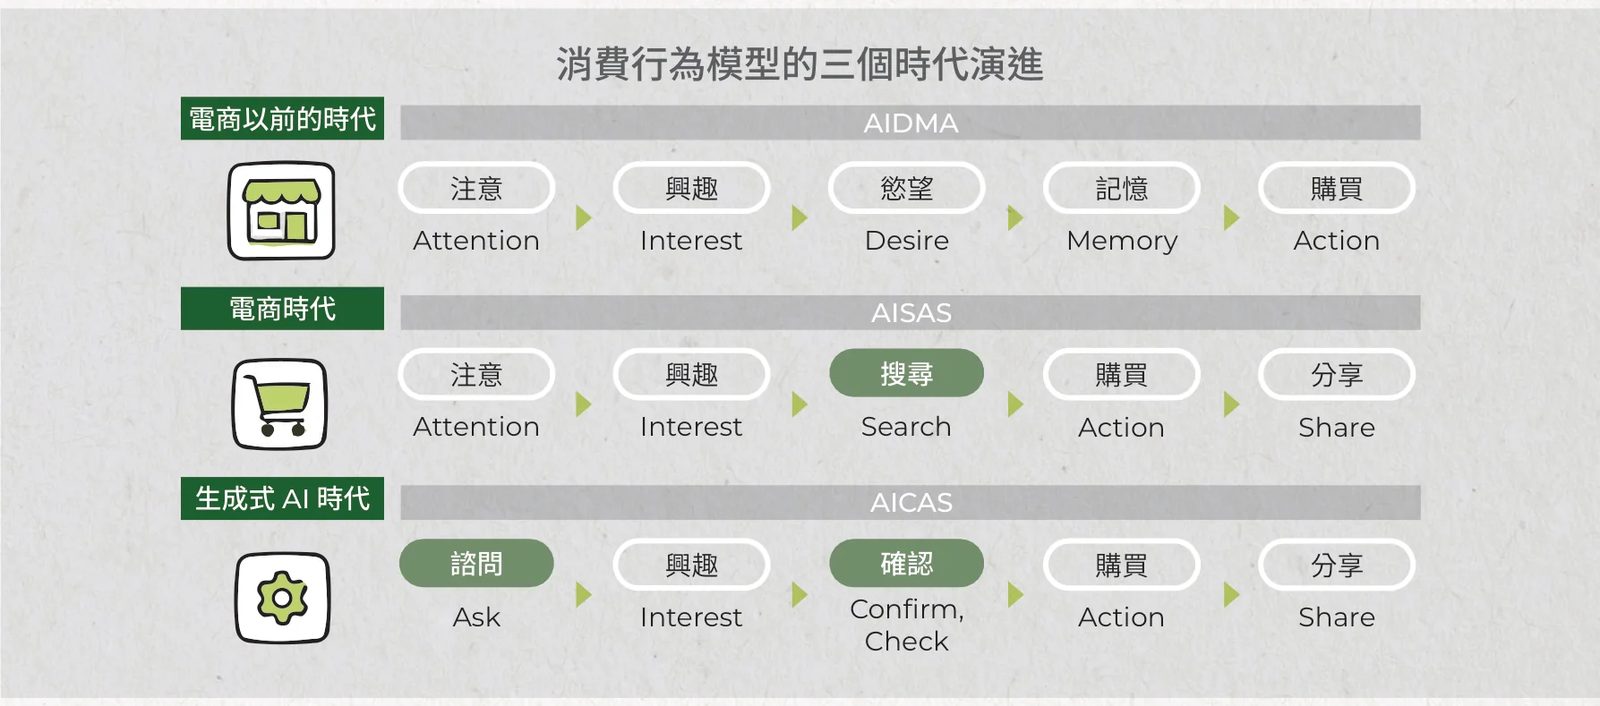 消費行為模型的三個時代演進
電商以前的時代
AIDMA
注意
興趣
慾望
記憶
購買
Attention
Interest
Desire
Memory
Action
電商時代
AISAS
注意
興趣
搜尋
購買
分享
Attention
Interest
Search
Action
Share
生成式 AI 時代
AICAS
諮問
興趣
確認
購買
分享
Ask
Interest
Confirm,
Check
Action
Share